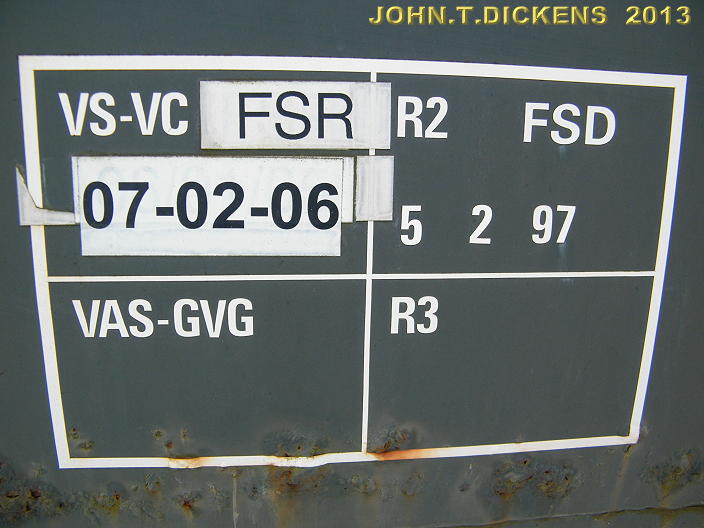 JOHN.T.DICKENS 2013
VS-VC FSR
07-02-06
R2 FSD
5 2 97
VAS-GVG
R3